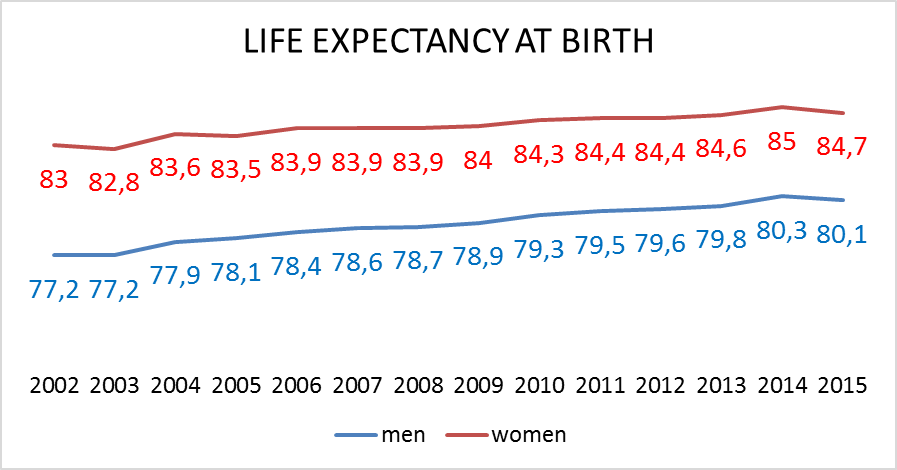 LIFE EXPECTANCY AT BIRTH
83 82,8 83,6 83,5 83,9 83,9 83,9 84 84,3 84,4 84,4 84,6 85 84,7
77,2 77,2 77,9 78,1 78,4 78,6 78,7 78,9 79,3 79,5 79,6 79,8 80,3 80,1
2002 2003 2004 2005 2006 2007 2008 2009 2010 2011 2012 2013 2014 2015
men women